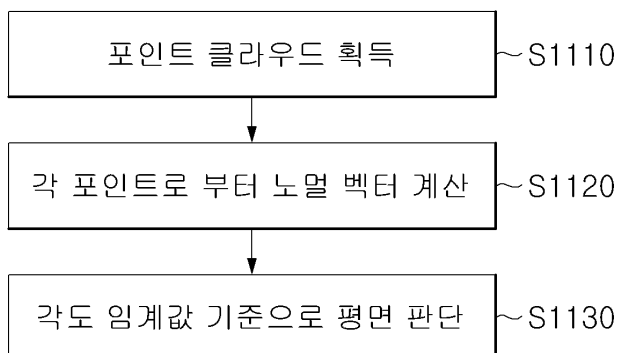 포인트 클라우드 획득 ~S1110
각 포인트로 부터 노멀 벡터 계산 ~S1120
각도 임계값 기준으로 평면 판단 ~S1130